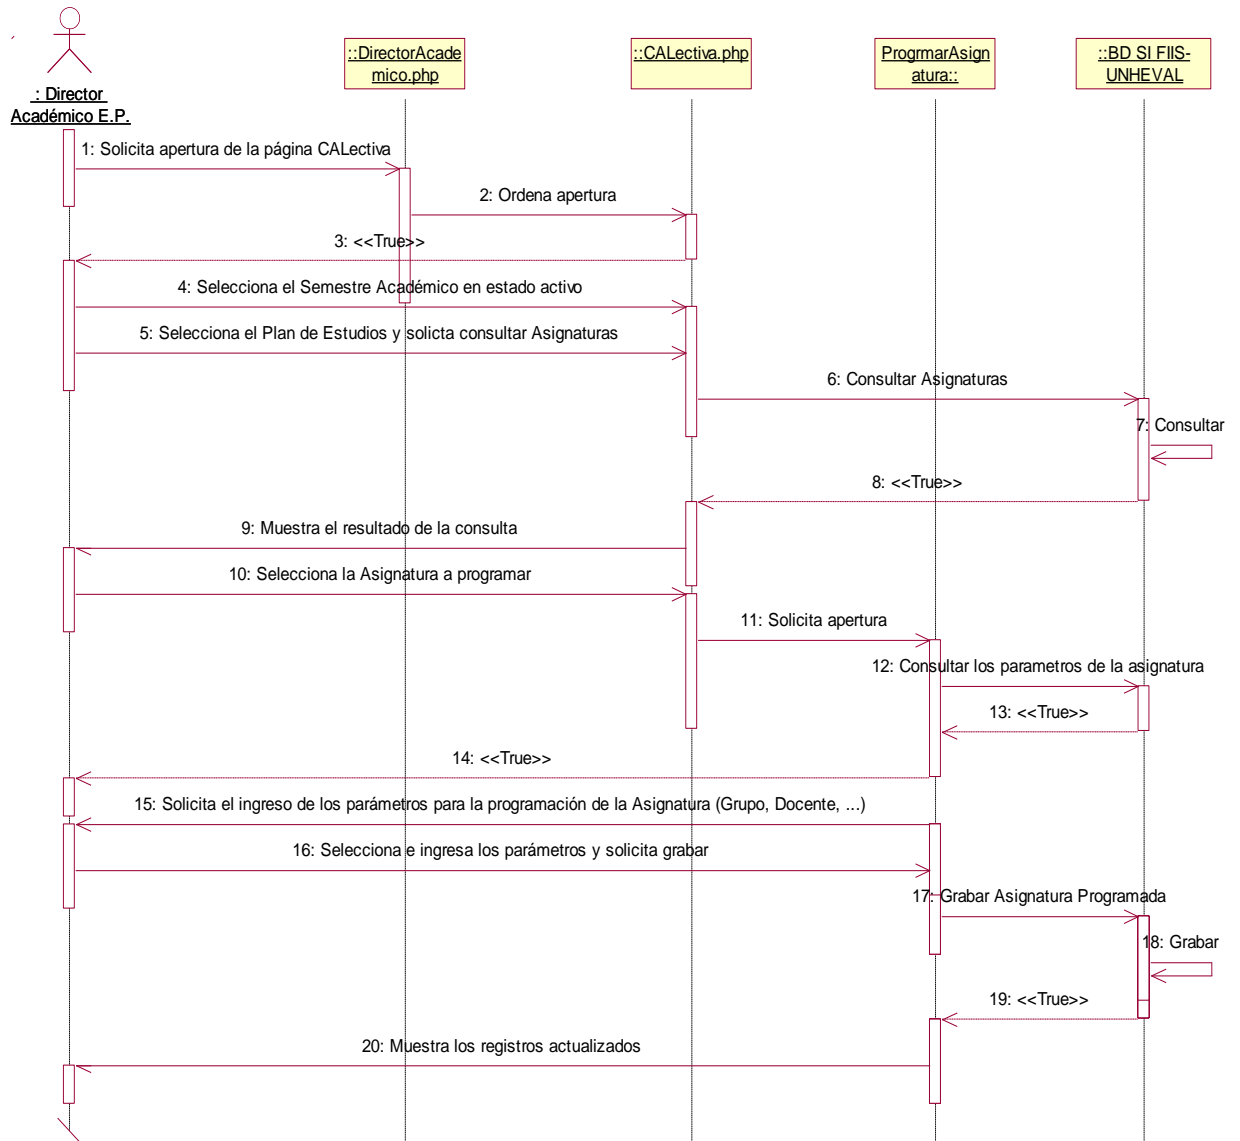 : Director
Académico E.P.
::DirectorAcade
mico.php
::CALectiva.php
ProgrmarAsign
atura::
::BD SI FIIS-
UNHEVAL
1: Solicita apertura de la página CALectiva
2: Ordena apertura
3: <<True>>
4: Selecciona el Semestre Académico en estado activo
5: Selecciona el Plan de Estudios y solicta consultar Asignaturas
6: Consultar Asignaturas
7: Consultar
8: <<True>>
9: Muestra el resultado de la consulta
10: Selecciona la Asignatura a programar
11: Solicita apertura
12: Consultar los parametros de la asignatura
13: <<True>>
14: <<True>>
15: Solicita el ingreso de los parámetros para la programación de la Asignatura (Grupo, Docente, ...)
16: Selecciona e ingresa los parámetros y solicita grabar
17: Grabar Asignatura Programada
18: Grabar
19: <<True>>
20: Muestra los registros actualizados